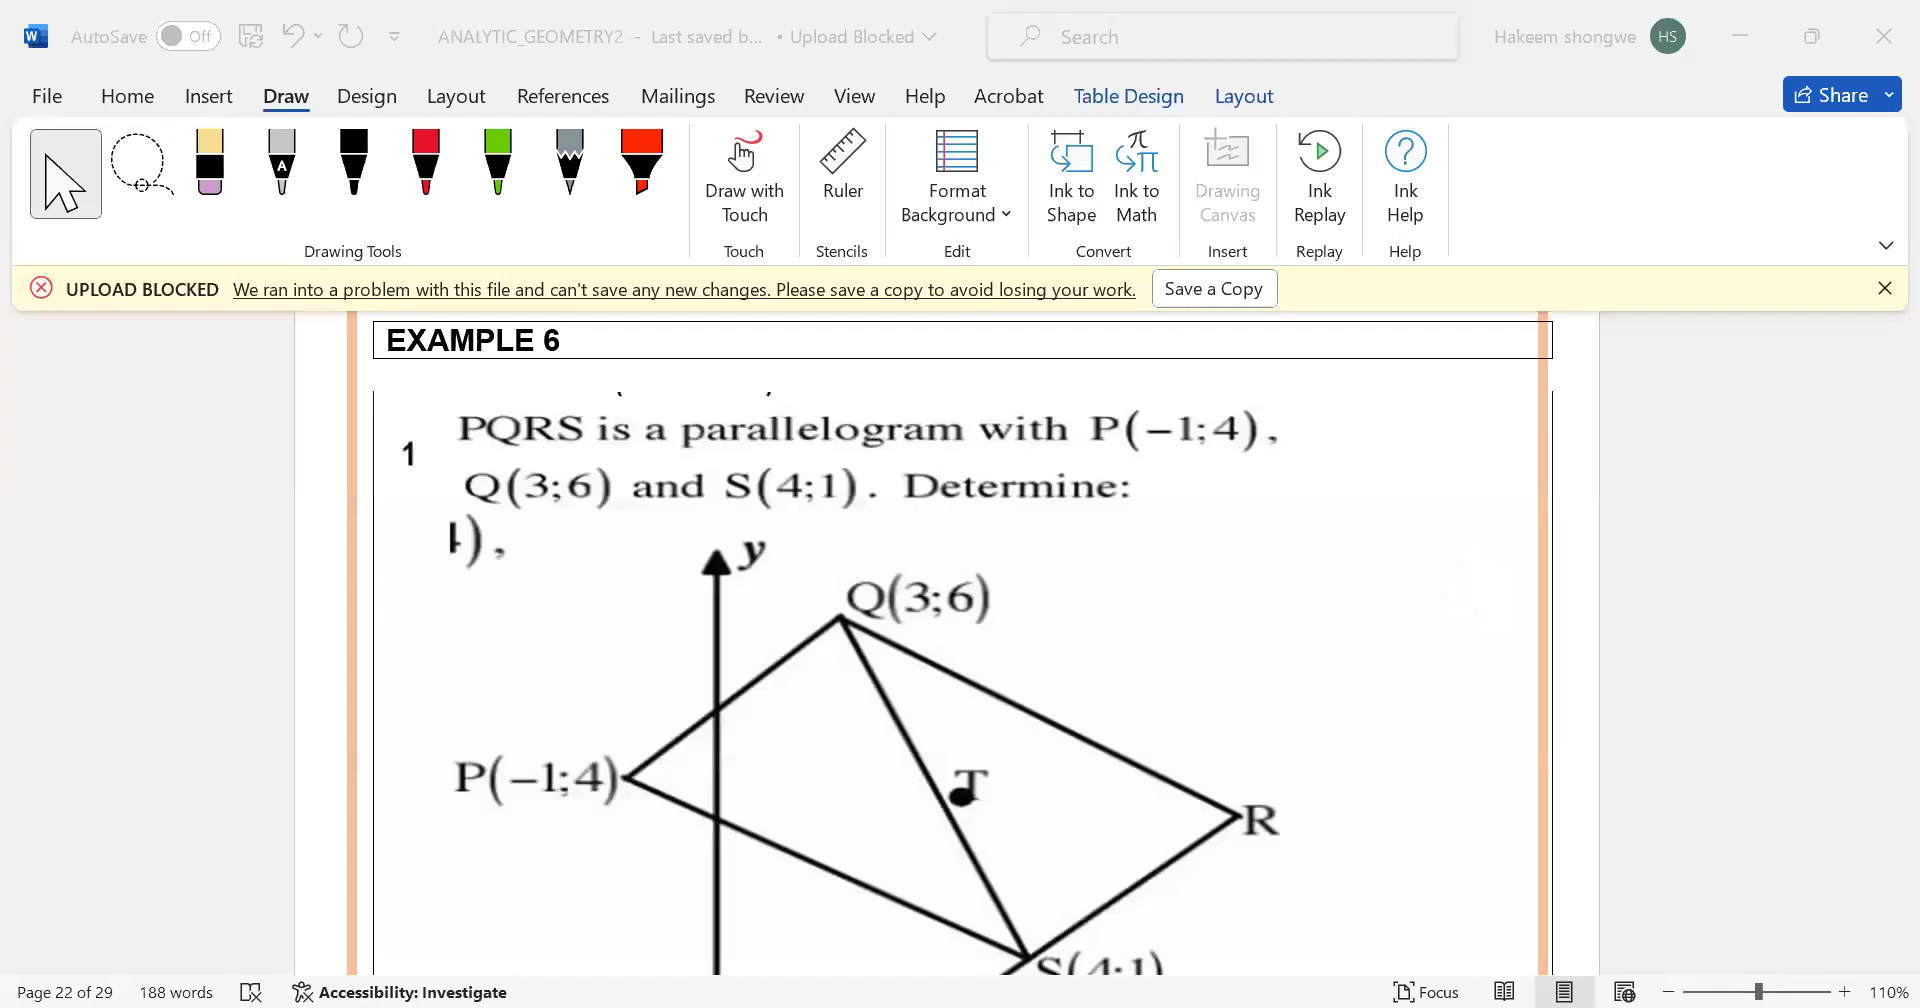 AutoSave Off ANALYTIC_GEOMETRY2 - Last saved b... • Upload Blocked Search Hakeem shongwe HS
File Home Insert Draw Design Layout References Mailings Review View Help Acrobat Table Design Layout Share
Draw with Touch
Ruler
Format Background
Ink to Shape
Ink to Math
Drawing Canvas
Ink Replay
Ink Help
Drawing Tools Touch Stencils Edit Convert Insert Replay Help
UPLOAD BLOCKED We ran into a problem with this file and can't save any new changes. Please save a copy to avoid losing your work. Save a Copy
EXAMPLE 6
1 PQRS is a parallelogram with P(−1;4),
Q(3;6) and S(4;1). Determine:
4),
y
Q(3;6)
P(−1;4)
T
R
S(4;1)
Page 22 of 29 188 words Accessibility: Investigate Focus 110%